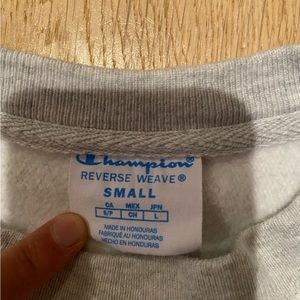 Champion®
REVERSE WEAVE®
SMALL
CA MEX JPN
S/P CH L
MADE IN HONDURAS
FABRIQUÉ AU HONDURAS
HECHO EN HONDURAS